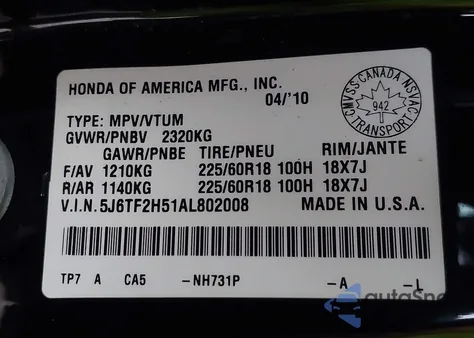 HONDA OF AMERICA MFG., INC.
04/'10
CMVSS CANADA NSVAC
942
TRANSPORT
TYPE: MPV/VTUM
GVWR/PNBV 2320KG
GAWR/PNBE TIRE/PNEU RIM/JANTE
F/AV 1210KG 225/60R18 100H 18X7J
R/AR 1140KG 225/60R18 100H 18X7J
V.I.N.5J6TF2H51AL802008 MADE IN U.S.A.
TP7 A CA5 -NH731P -A -L